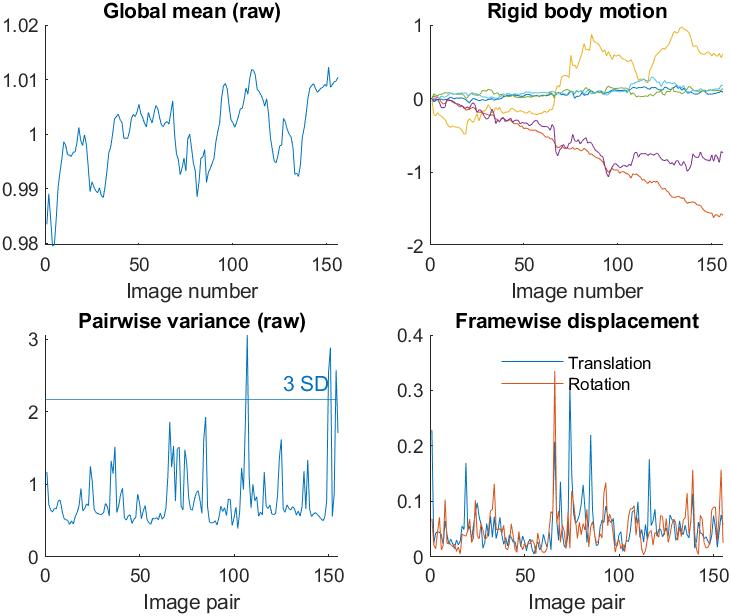 Global mean (raw)
1.02
1.01
1
0.99
0.98
0 50 100 150
Image number
Rigid body motion
1
0
-1
-2
0 50 100 150
Image number
Pairwise variance (raw)
3
2
1
0
3 SD
0 50 100 150
Image pair
Framewise displacement
0.4
0.3
0.2
0.1
0
Translation
Rotation
0 50 100 150
Image pair